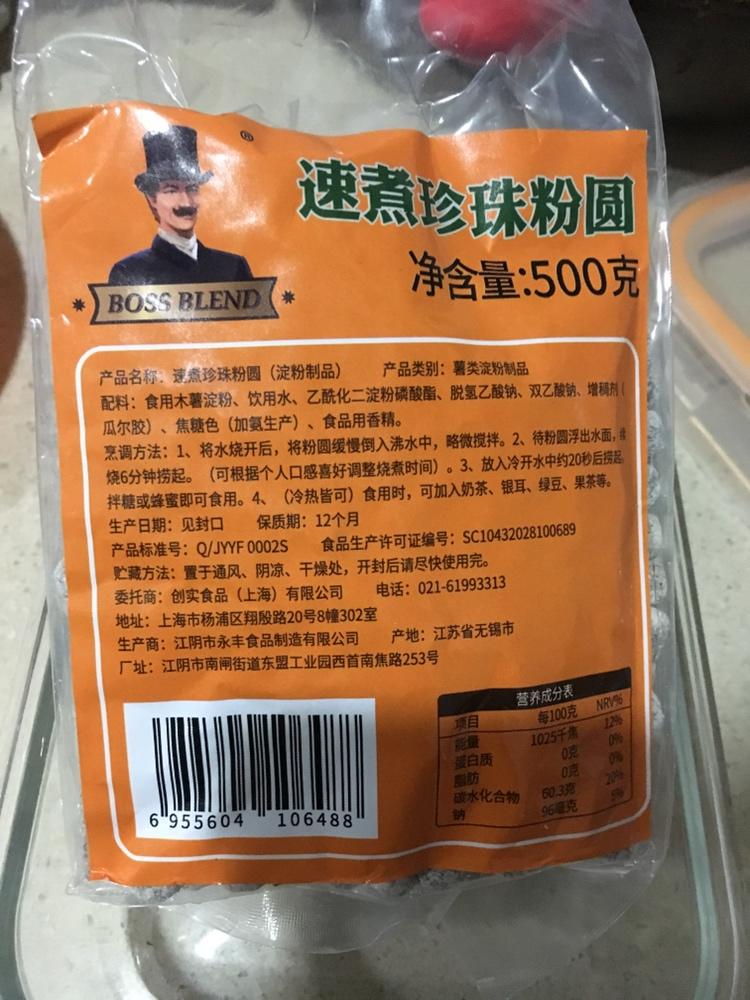 ®
速煮珍珠粉圆
净含量:500克
BOSS BLEND
产品名称：速煮珍珠粉圆（淀粉制品） 产品类别：薯类淀粉制品
配料：食用木薯淀粉、饮用水、乙酰化二淀粉磷酸酯、脱氢乙酸钠、双乙酸钠、增稠剂（
瓜尔胶）、焦糖色（加氨生产）、食品用香精。
烹调方法：1、将水烧开后，将粉圆缓慢倒入沸水中，略微搅拌。2、待粉圆浮出水面，
烧6分钟捞起。（可根据个人口感喜好调整烧煮时间）。3、放入冷开水中约20秒后捞起，
拌糖或蜂蜜即可食用。4、（冷热皆可）食用时，可加入奶茶、银耳、绿豆、果茶等。
生产日期：见封口 保质期：12个月
产品标准号：Q/JYYF 0002S 食品生产许可证编号：SC10432028100689
贮藏方法：置于通风、阴凉、干燥处，开封后请尽快使用完。
委托商：创实食品（上海）有限公司 电话：021-61993313
地址：上海市杨浦区翔殷路20号8幢302室
生产商：江阴市永丰食品制造有限公司 产地：江苏省无锡市
厂址：江阴市南闸街道东盟工业园西首南焦路253号
营养成分表
项目 每100克 NRV%
能量 1025千焦 12%
蛋白质 0克 0%
脂肪 0克 0%
碳水化合物 60.3克 20%
钠 96毫克 5%
6 955604 106488